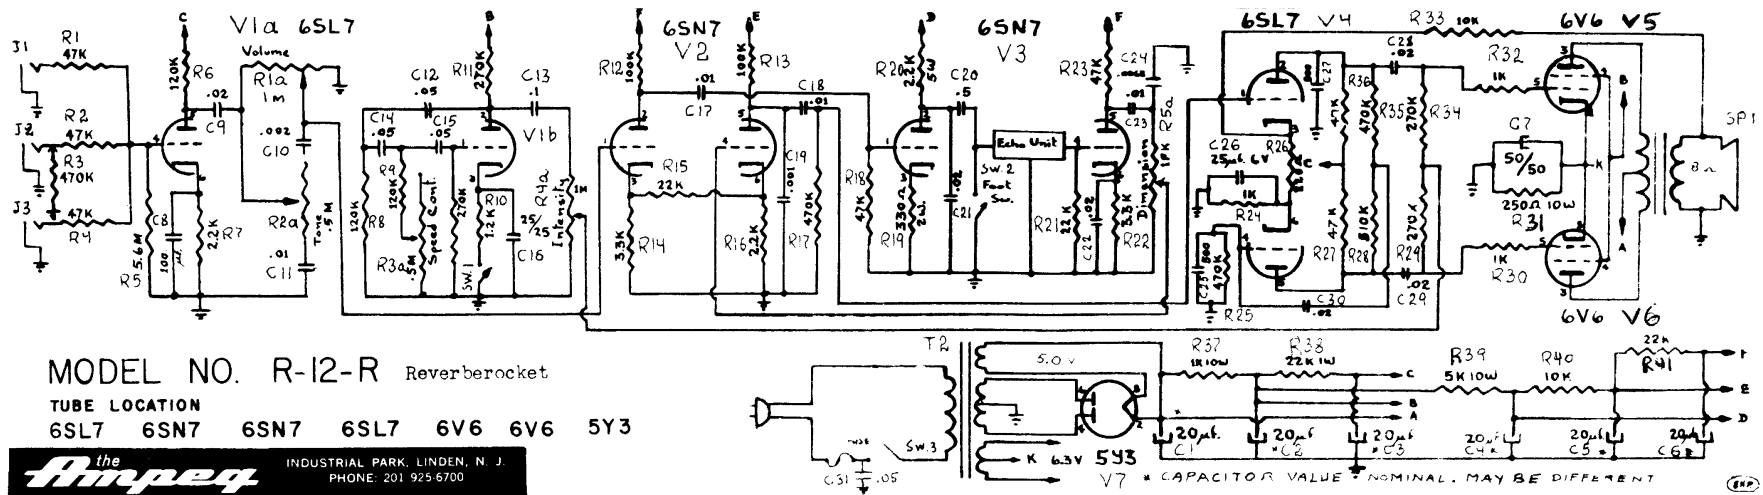 V1a 6SL7
Volume
R1a
1M
J1
R1
47K
J2
R2
47K
R3
470K
J3
47K
R4
C
R6
120K
.02
C9
.002
C10
R5
5.6M
C8
100
µf
R7
2.2K
R2a
Tone
.5M
.01
C11
B
R11
270K
C12
.05
C13
.1
V1b
C14
.05
C15
.05
R9
120K
R8
120K
R3a
.5M
Speed Cont.
270K
R10
1.2K
SW.1
25/25
C16
R4a
1M
Intensity
6SN7
V2
F
R12
100K
E
100K
R13
.01
C17
C18
.01
R15
22K
R14
3.3K
R16
2.2K
C19
.001
R17
470K
6SN7
V3
D
R20
2.2K
5W
C20
.5
F
R23
47K
C24
.01
C23
R5a
Dimension
Echo Unit
SW.2
Foot
Sw.
R18
47K
R19
330Ω
2W.
.02
C21
R21
22K
.02
C22
3.3K
R22
6SL7 V4
R33
10K
500
C27
C28
.02
R36
47K
R35
470K
R34
270K
R26
C26
25µf. 6V
1K
R24
C
R27
47K
R28
510K
R29
270K
C29
.02
C30
.02
C25
500
470K
R25
6V6 V5
R32
1K
50/50
K
250Ω 10W
R31
1K
R30
6V6 V6
B
A
SP1
8Ω
MODEL NO. R-12-R Reverberocket
TUBE LOCATION
6SL7 6SN7 6SN7 6SL7 6V6 6V6 5Y3
the
Ampeg
INDUSTRIAL PARK, LINDEN, N. J.
PHONE: 201 925-6700
T2
5.0V
K 6.3V
5Y3
V7
FUSE
SW.3
C31
.05
R37
1K10W
R38
22K1W
R39
5K10W
R40
10K
22K
R41
C
B
A
F
E
D
20µf.
C1
20µf
*C2
20µf
*C3
20µf
C4*
20µf
C5*
20µf
C6*
* CAPACITOR VALUE NOMINAL. MAY BE DIFFERENT